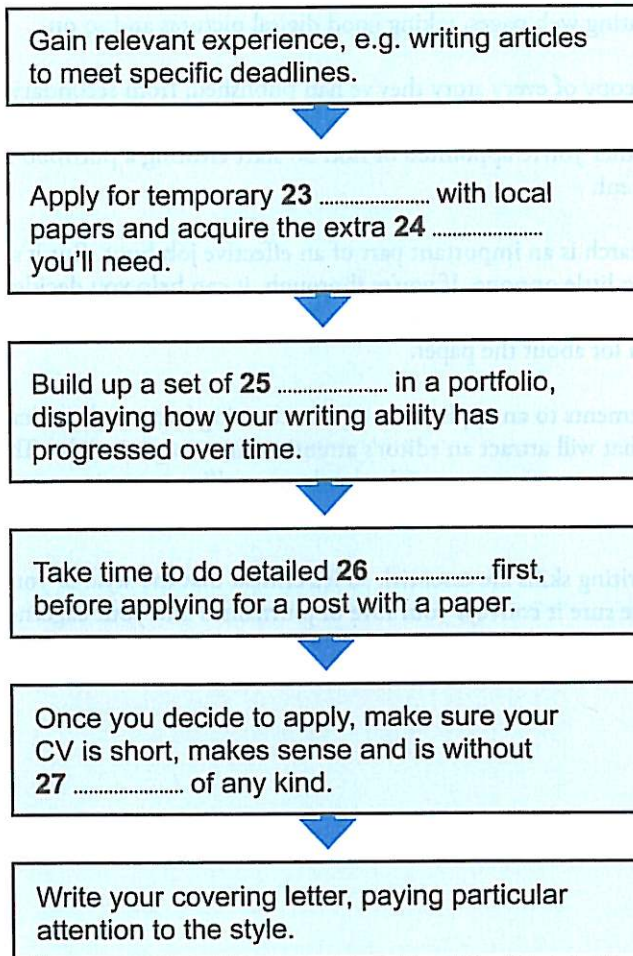 Gain relevant experience, e.g. writing articles
to meet specific deadlines.
Apply for temporary 23 .................... with local
papers and acquire the extra 24 ....................
you'll need.
Build up a set of 25 .................... in a portfolio,
displaying how your writing ability has
progressed over time.
Take time to do detailed 26 .................... first,
before applying for a post with a paper.
Once you decide to apply, make sure your
CV is short, makes sense and is without
27 .................... of any kind.
Write your covering letter, paying particular
attention to the style.